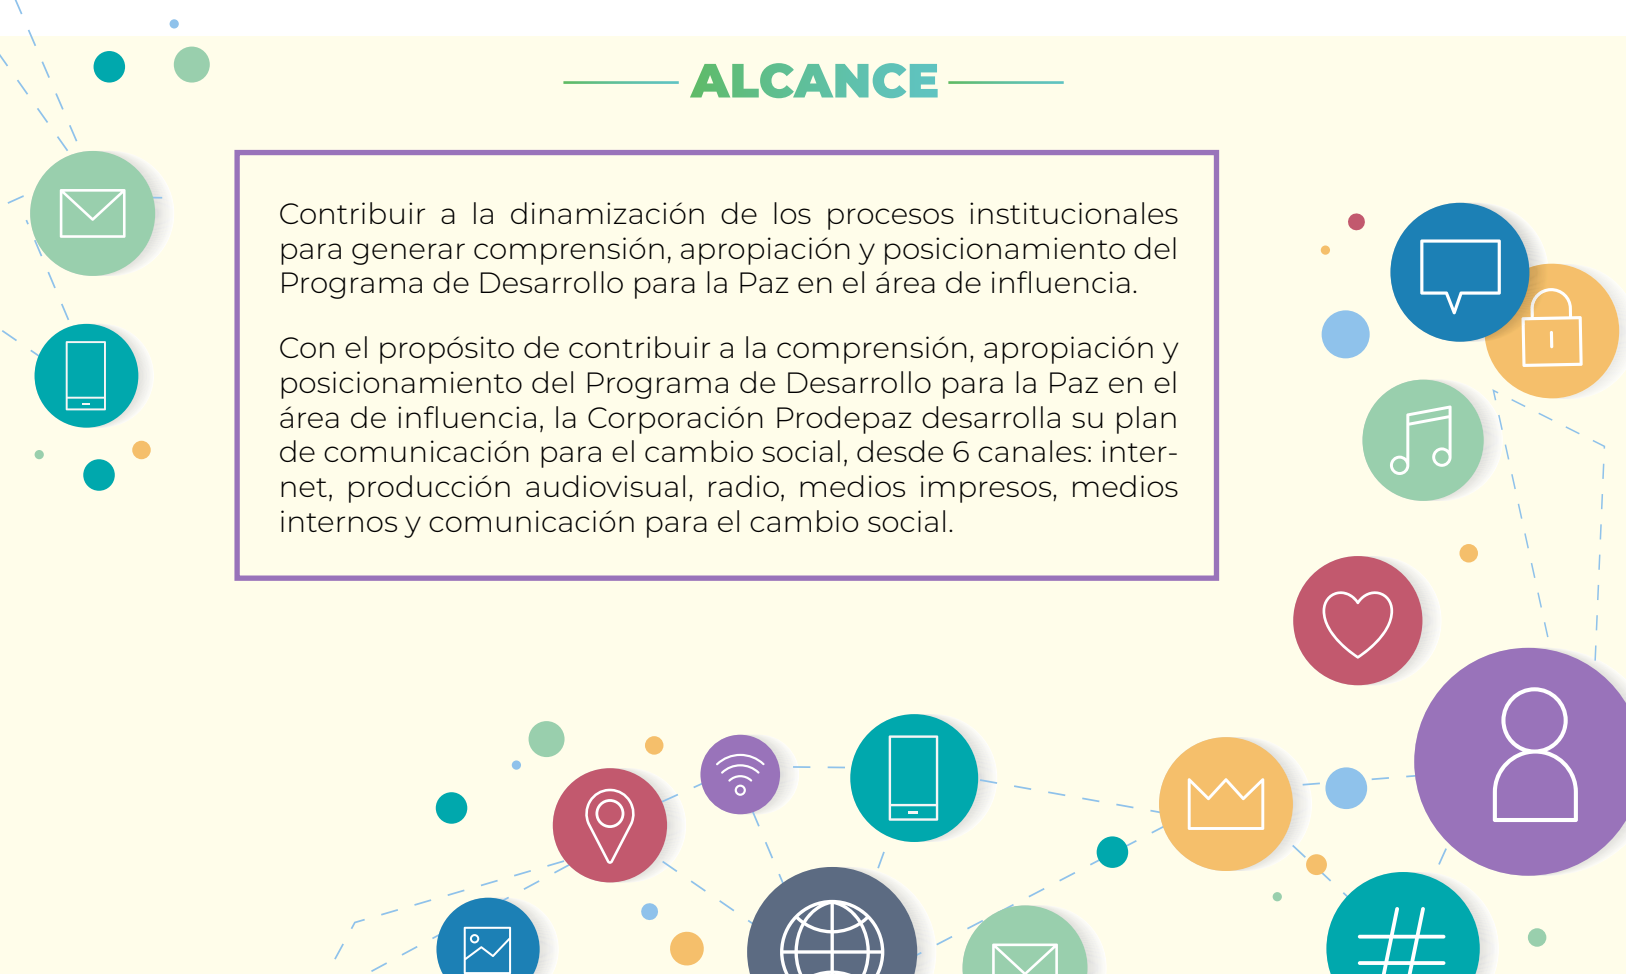 ALCANCE
Contribuir a la dinamización de los procesos institucionales
para generar comprensión, apropiación y posicionamiento del
Programa de Desarrollo para la Paz en el área de influencia.
Con el propósito de contribuir a la comprensión, apropiación y
posicionamiento del Programa de Desarrollo para la Paz en el
área de influencia, la Corporación Prodepaz desarrolla su plan
de comunicación para el cambio social, desde 6 canales: inter-
net, producción audiovisual, radio, medios impresos, medios
internos y comunicación para el cambio social.